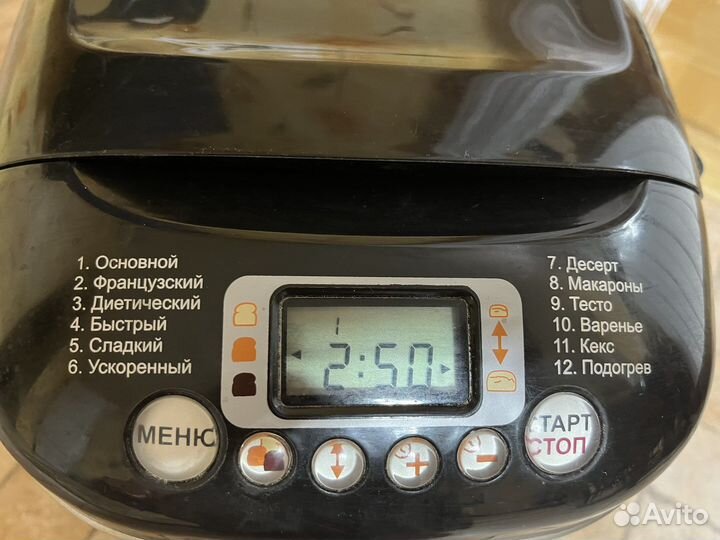 1. Основной
2. Французский
3. Диетический
4. Быстрый
5. Сладкий
6. Ускоренный
7. Десерт
8. Макароны
9. Тесто
10. Варенье
11. Кекс
12. Подогрев
1
2:50
МЕНЮ
+
-
СТАРТ
СТОП
Avito